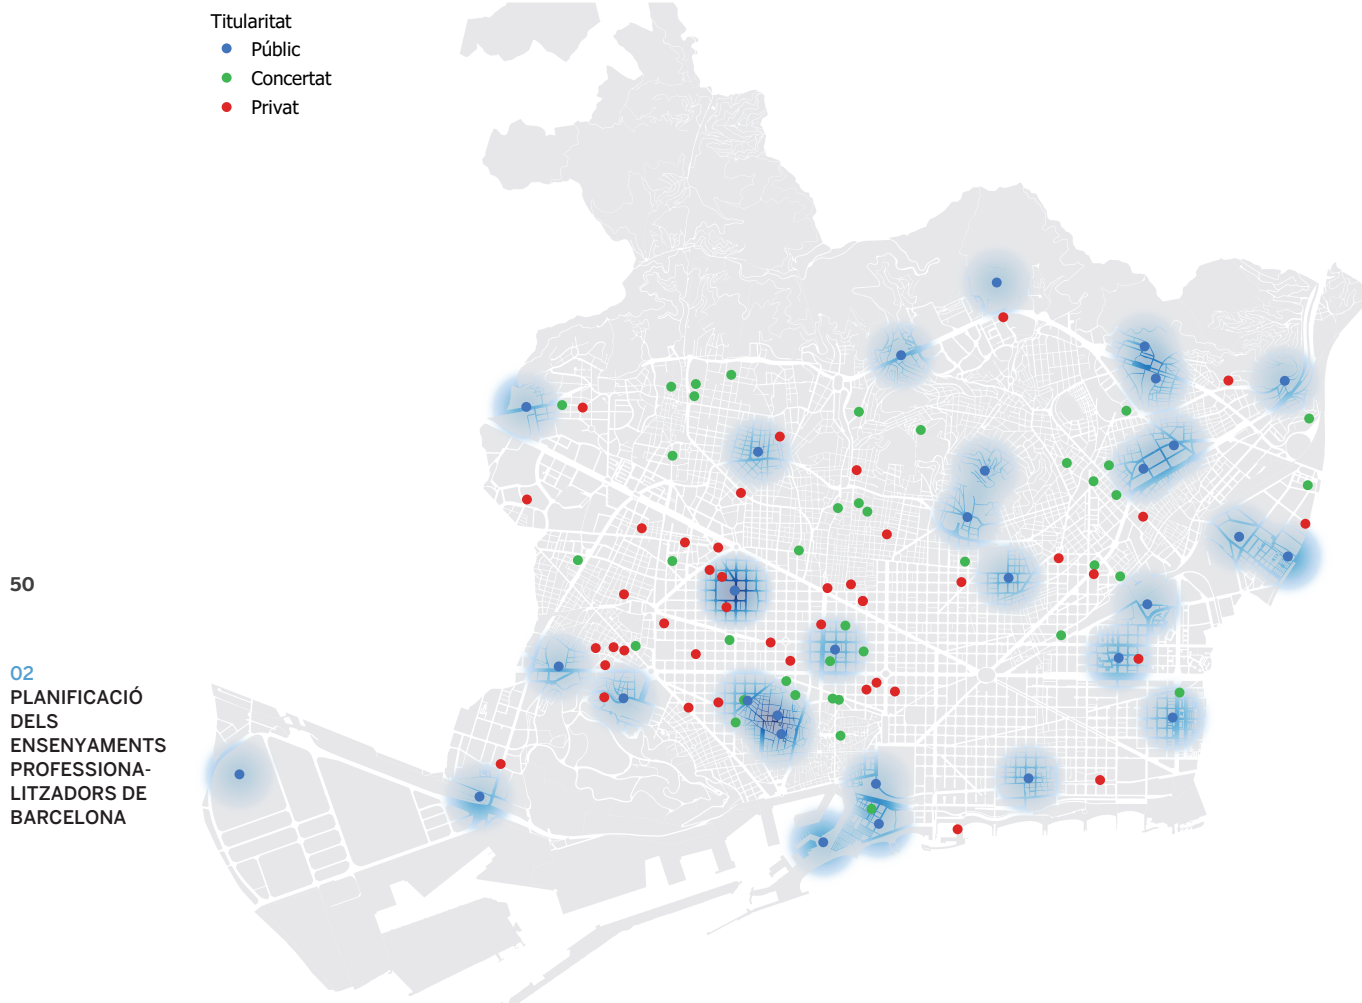 Titularitat
Públic
Concertat
Privat
50
02
PLANIFICACIÓ
DELS
ENSENYAMENTS
PROFESSIONA-
LITZADORS DE
BARCELONA